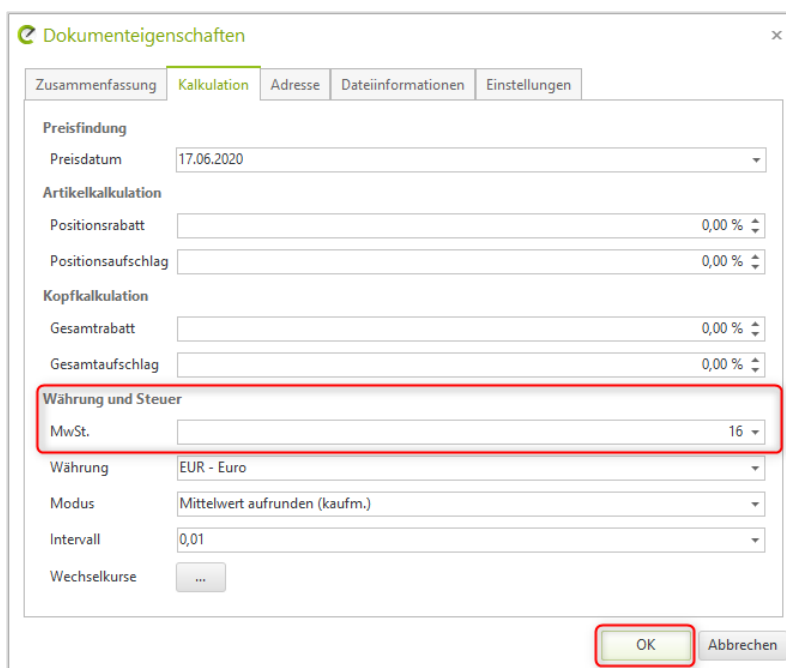 Dokumenteigenschaften
Zusammenfassung Kalkulation Adresse Dateiinformationen Einstellungen
Preisfindung
Preisdatum 17.06.2020
Artikelkalkulation
Positionsrabatt 0,00 %
Positionsaufschlag 0,00 %
Kopfkalkulation
Gesamtrabatt 0,00 %
Gesamtaufschlag 0,00 %
Währung und Steuer
MwSt. 16
Währung EUR - Euro
Modus Mittelwert aufrunden (kaufm.)
Intervall 0,01
Wechselkurse ...
OK Abbrechen